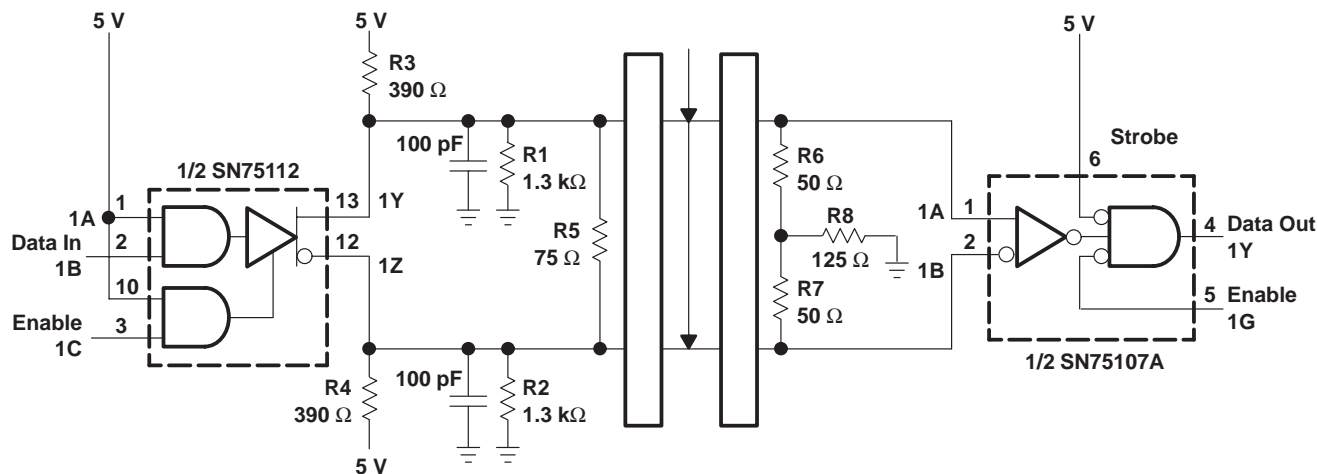 5 V
5 V
R3
390 Ω
5 V
1/2 SN75112
100 pF
R1
1.3 kΩ
R6
50 Ω
Strobe
6
1
1A
Data In
2
1B
10
Enable
3
1C
13
1Y
12
1Z
R5
75 Ω
R8
125 Ω
R7
50 Ω
1A
1
2
1B
4
Data Out
1Y
5
Enable
1G
1/2 SN75107A
R4
390 Ω
5 V
100 pF
R2
1.3 kΩ